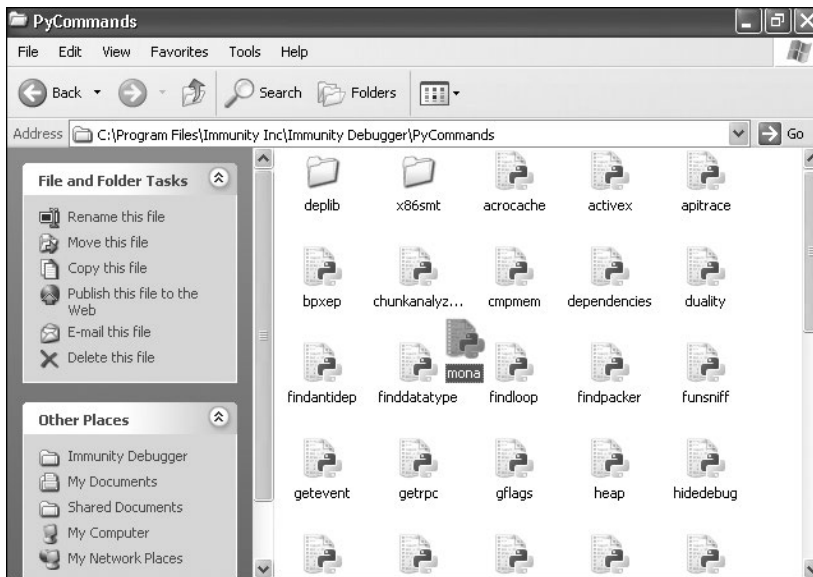 PyCommands
File Edit View Favorites Tools Help
Back Search Folders
Address C:\Program Files\Immunity Inc\Immunity Debugger\PyCommands Go
File and Folder Tasks
Rename this file
Move this file
Copy this file
Publish this file to the
Web
E-mail this file
Delete this file
Other Places
Immunity Debugger
My Documents
Shared Documents
My Computer
My Network Places
deplib x86smt acrocache activex apitrace
bpxep chunkanalyz... cmpmem dependencies duality
mona
findantidep finddatatype findloop findpacker funsniff
getevent getrpc gflags heap hidedebug